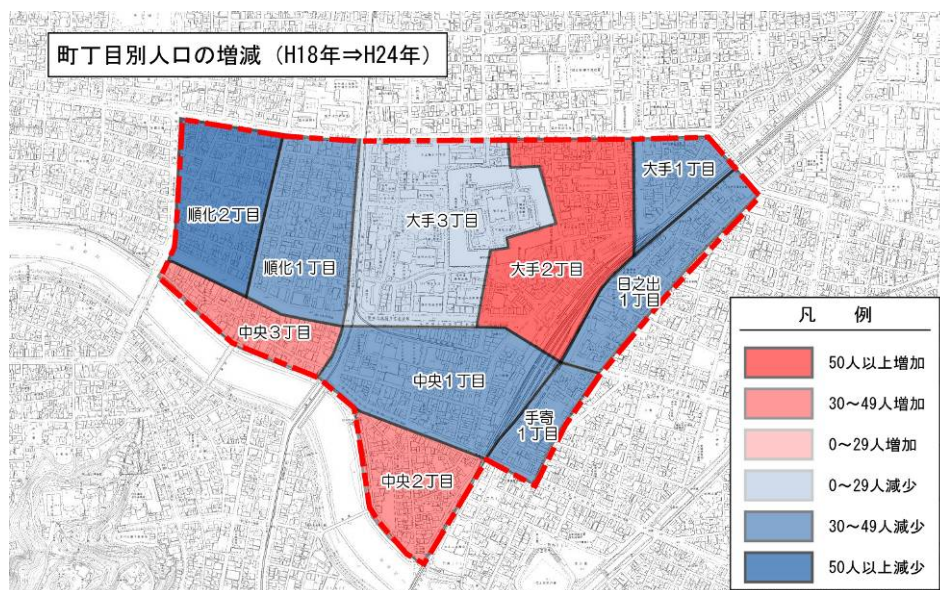 町丁目別人口の増減（H18年⇒H24年）
大手1丁目
順化2丁目
大手3丁目
順化1丁目
大手2丁目
日之出
1丁目
中央3丁目
中央1丁目
手寄
1丁目
中央2丁目
凡　例
50人以上増加
30～49人増加
0～29人増加
0～29人減少
30～49人減少
50人以上減少